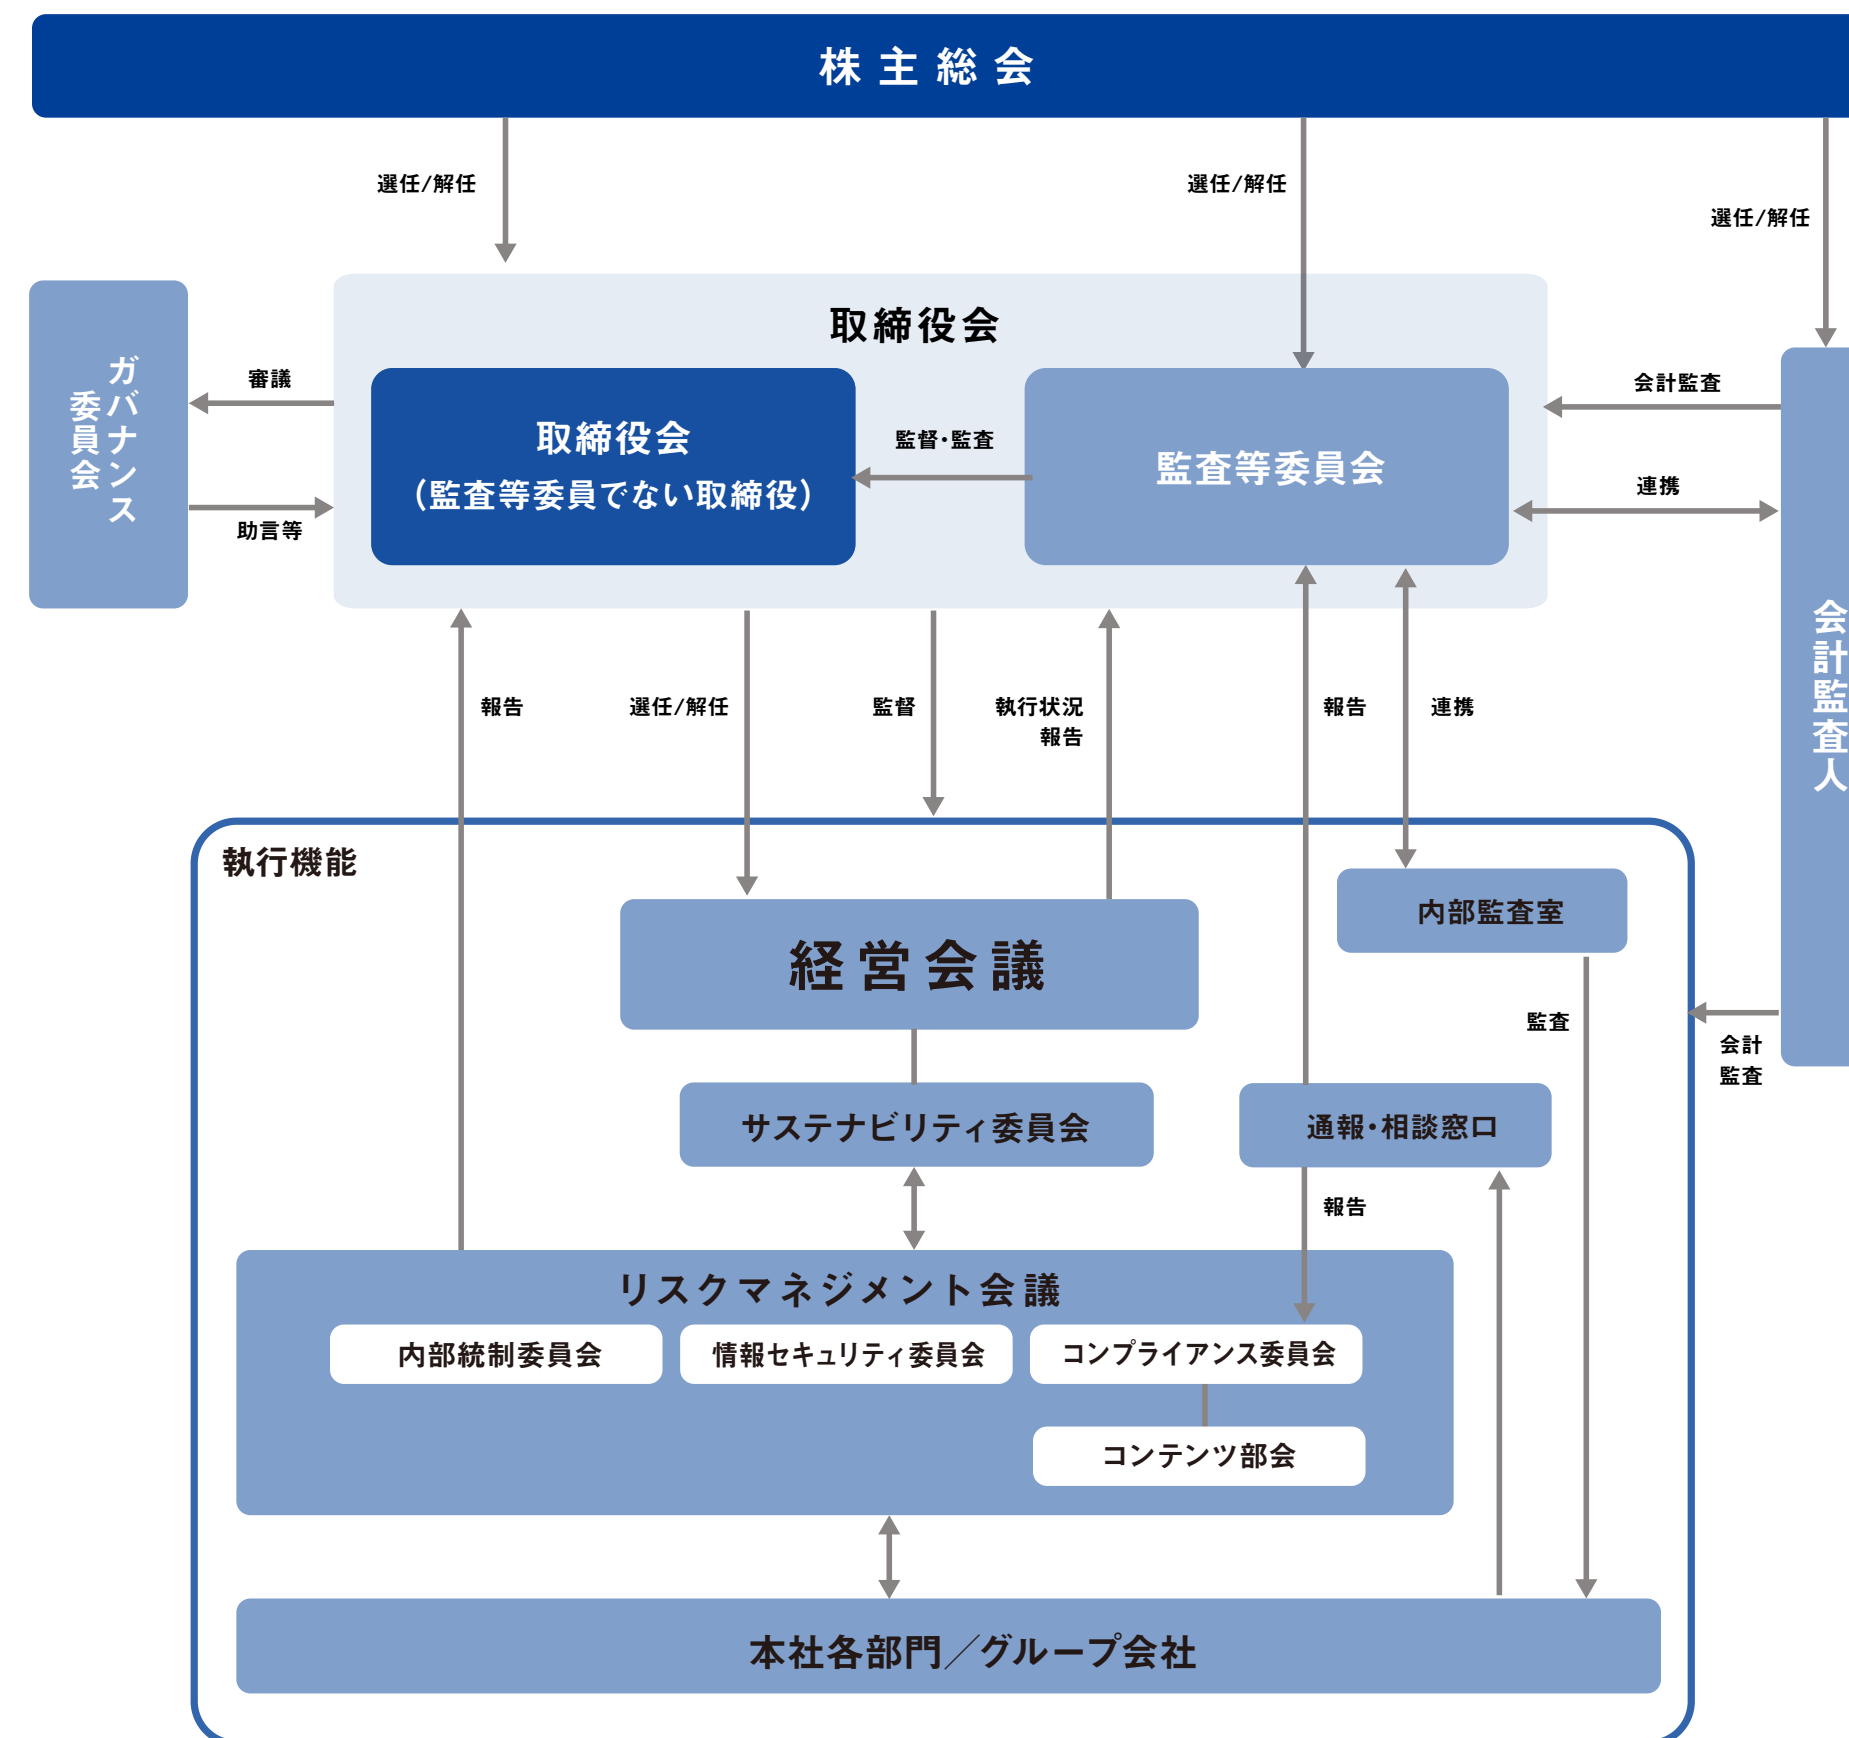 株主総会
選任/解任
選任/解任
選任/解任
ガバナンス
委員会
審議
助言等
取締役会
取締役会
（監査等委員でない取締役）
監督・監査
監査等委員会
会計監査
連携
会計監査人
報告
選任/解任
監督
執行状況
報告
報告
連携
執行機能
経営会議
内部監査室
監査
会計
監査
サステナビリティ委員会
通報・相談窓口
報告
リスクマネジメント会議
内部統制委員会
情報セキュリティ委員会
コンプライアンス委員会
コンテンツ部会
本社各部門／グループ会社